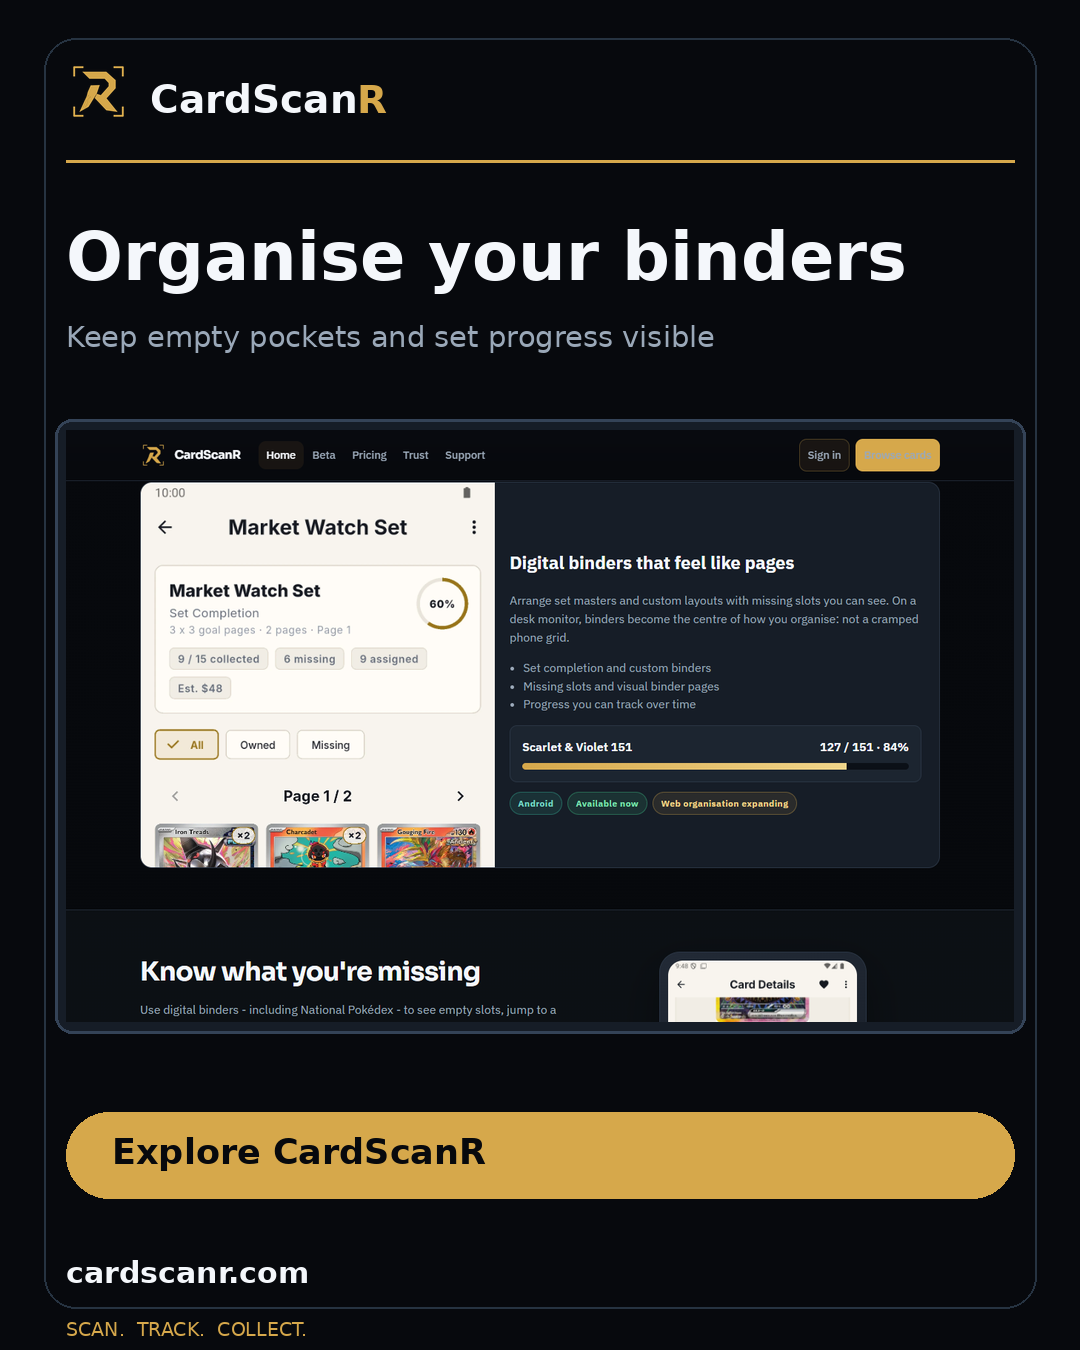 CardScanR
Organise your binders
Keep empty pockets and set progress visible
CardScanR Home Beta Pricing Trust Support Sign in Browse cards
10:00
Market Watch Set
Market Watch Set
Set Completion
60%
3 x 3 goal pages · 2 pages · Page 1
9 / 15 collected 6 missing 9 assigned
Est. $48
All Owned Missing
Page 1 / 2
Iron Treads ×2 Charcadet ×2 Gouging Fire 130
Digital binders that feel like pages
Arrange set masters and custom layouts with missing slots you can see. On a
desk monitor, binders become the centre of how you organise: not a cramped
phone grid.
• Set completion and custom binders
• Missing slots and visual binder pages
• Progress you can track over time
Scarlet & Violet 151 127 / 151 · 84%
Android Available now Web organisation expanding
Know what you're missing
Use digital binders - including National Pokédex - to see empty slots, jump to a
9:48
Card Details
Explore CardScanR
cardscanr.com
SCAN. TRACK. COLLECT.